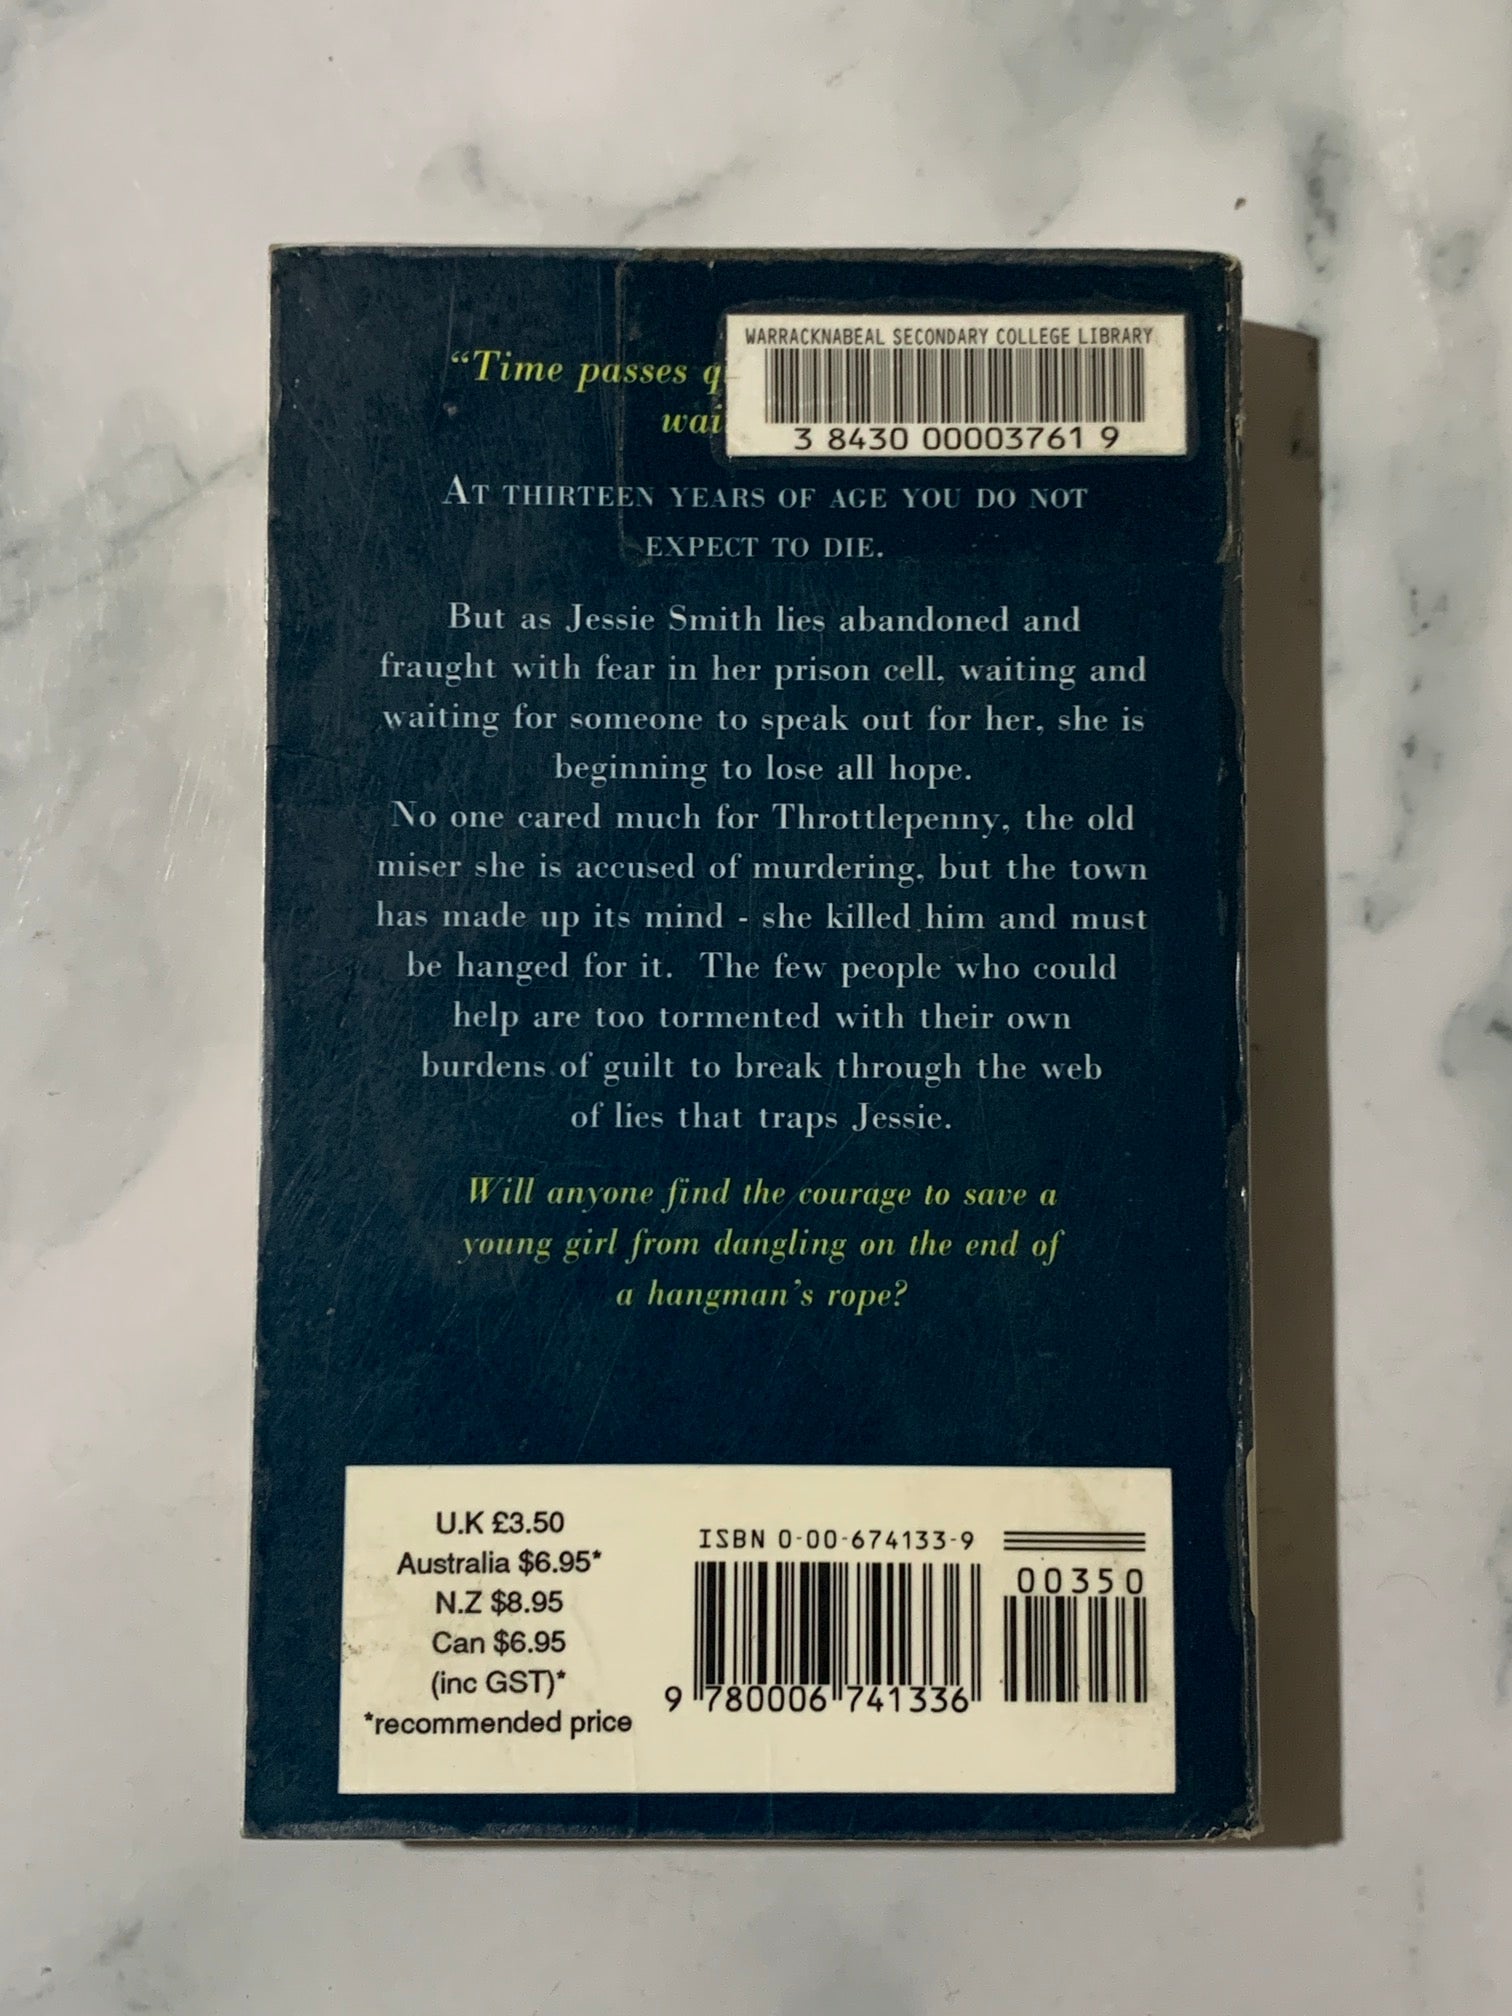 WARRACKNABEAL SECONDARY COLLEGE LIBRARY
3 8430 00003761 9
"Time passes q
wai
AT THIRTEEN YEARS OF AGE YOU DO NOT
EXPECT TO DIE.
But as Jessie Smith lies abandoned and
fraught with fear in her prison cell, waiting and
waiting for someone to speak out for her, she is
beginning to lose all hope.
No one cared much for Throttlepenny, the old
miser she is accused of murdering, but the town
has made up its mind - she killed him and must
be hanged for it. The few people who could
help are too tormented with their own
burdens of guilt to break through the web
of lies that traps Jessie.
Will anyone find the courage to save a
young girl from dangling on the end of
a hangman's rope?
U.K £3.50
Australia $6.95*
N.Z $8.95
Can $6.95
(inc GST)*
*recommended price
ISBN 0-00-674133-9
00350
9 780006 741336